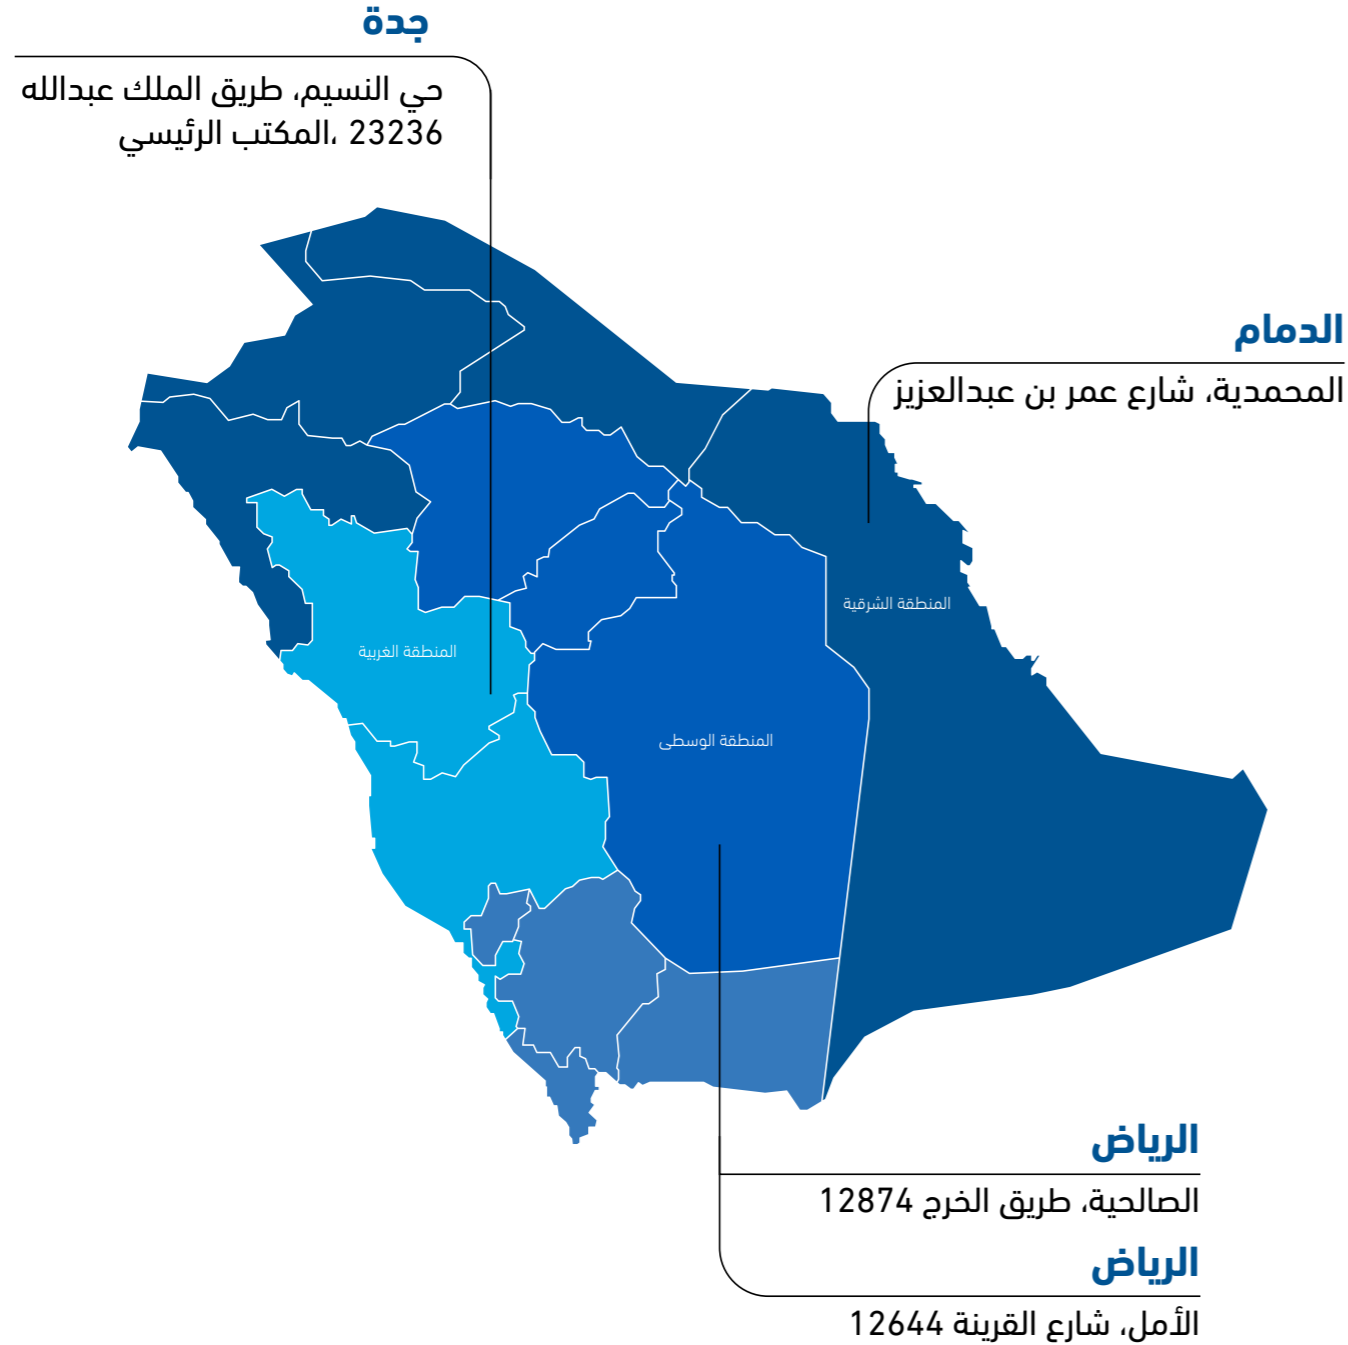 جدة
حي النسيم، طريق الملك عبدالله
23236 ،المكتب الرئيسي
الدمام
المحمدية، شارع عمر بن عبدالعزيز
المنطقة الشرقية
المنطقة الغربية
المنطقة الوسطى
الرياض
الصالحية، طريق الخرج 12874
الرياض
الأمل، شارع القرينة 12644